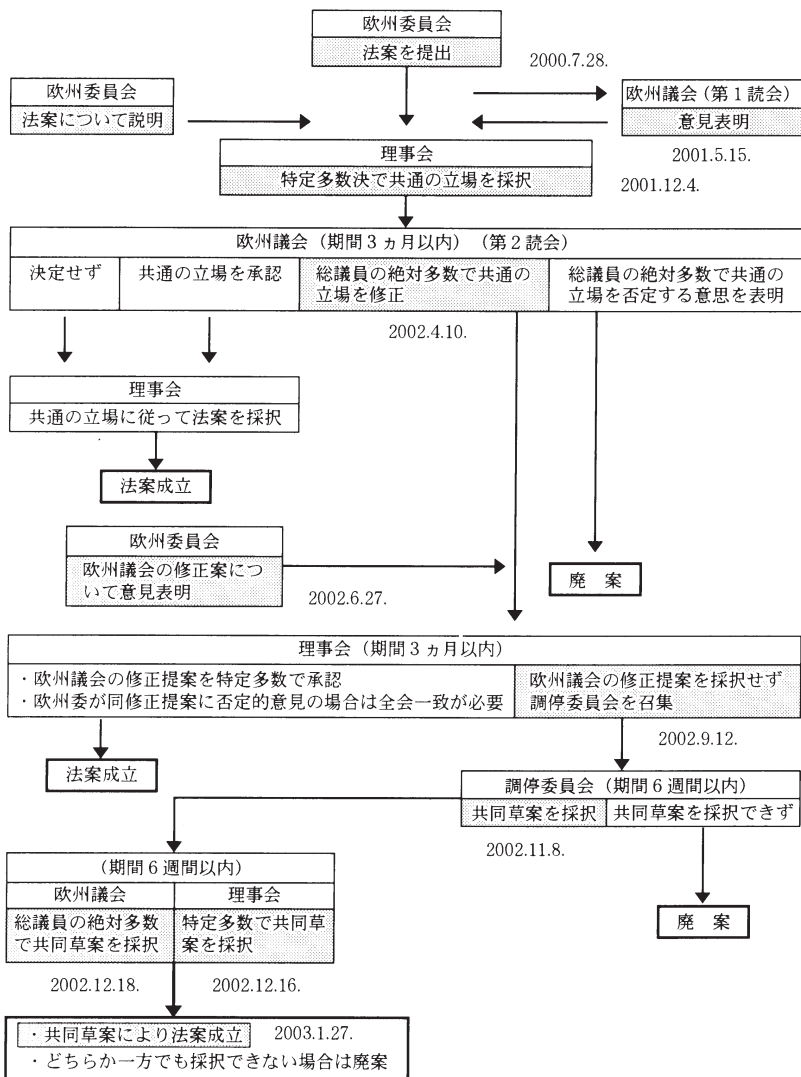 欧州委員会
法案を提出
2000.7.28.
欧州委員会
法案について説明
欧州議会（第1読会）
意見表明
2001.5.15.
理事会
特定多数決で共通の立場を採択
2001.12.4.
欧州議会（期間3ヵ月以内）（第2読会）
決定せず
共通の立場を承認
総議員の絶対多数で共通の
立場を修正
総議員の絶対多数で共通の
立場を否定する意思を表明
2002.4.10.
理事会
共通の立場に従って法案を採択
法案成立
欧州委員会
欧州議会の修正案につ
いて意見表明
2002.6.27.
廃　案
理事会（期間3ヵ月以内）
・欧州議会の修正提案を特定多数で承認
・欧州委が同修正提案に否定的意見の場合は全会一致が必要
欧州議会の修正提案を採択せず
調停委員会を召集
2002.9.12.
法案成立
調停委員会（期間6週間以内）
共同草案を採択
共同草案を採択できず
2002.11.8.
廃　案
（期間6週間以内）
欧州議会
総議員の絶対多数
で共同草案を採択
理事会
特定多数で共同草
案を採択
2002.12.18.
2002.12.16.
・共同草案により法案成立　2003.1.27.
・どちらか一方でも採択できない場合は廃案